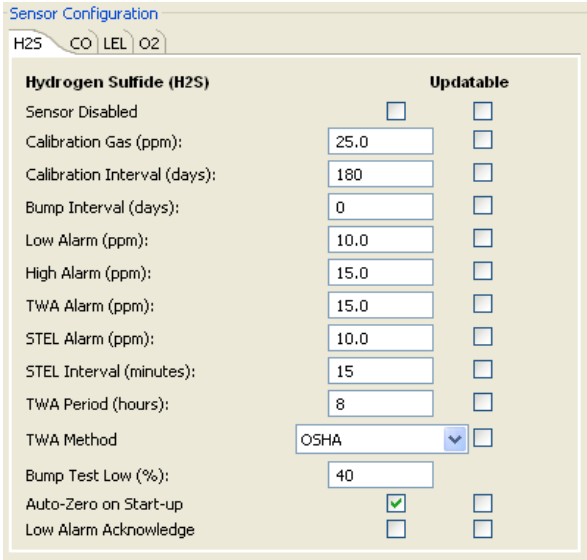 Sensor Configuration
H2S CO LEL O2
Hydrogen Sulfide (H2S) Updatable
Sensor Disabled
Calibration Gas (ppm): 25.0
Calibration Interval (days): 180
Bump Interval (days): 0
Low Alarm (ppm): 10.0
High Alarm (ppm): 15.0
TWA Alarm (ppm): 15.0
STEL Alarm (ppm): 10.0
STEL Interval (minutes): 15
TWA Period (hours): 8
TWA Method OSHA
Bump Test Low (%): 40
Auto-Zero on Start-up
Low Alarm Acknowledge